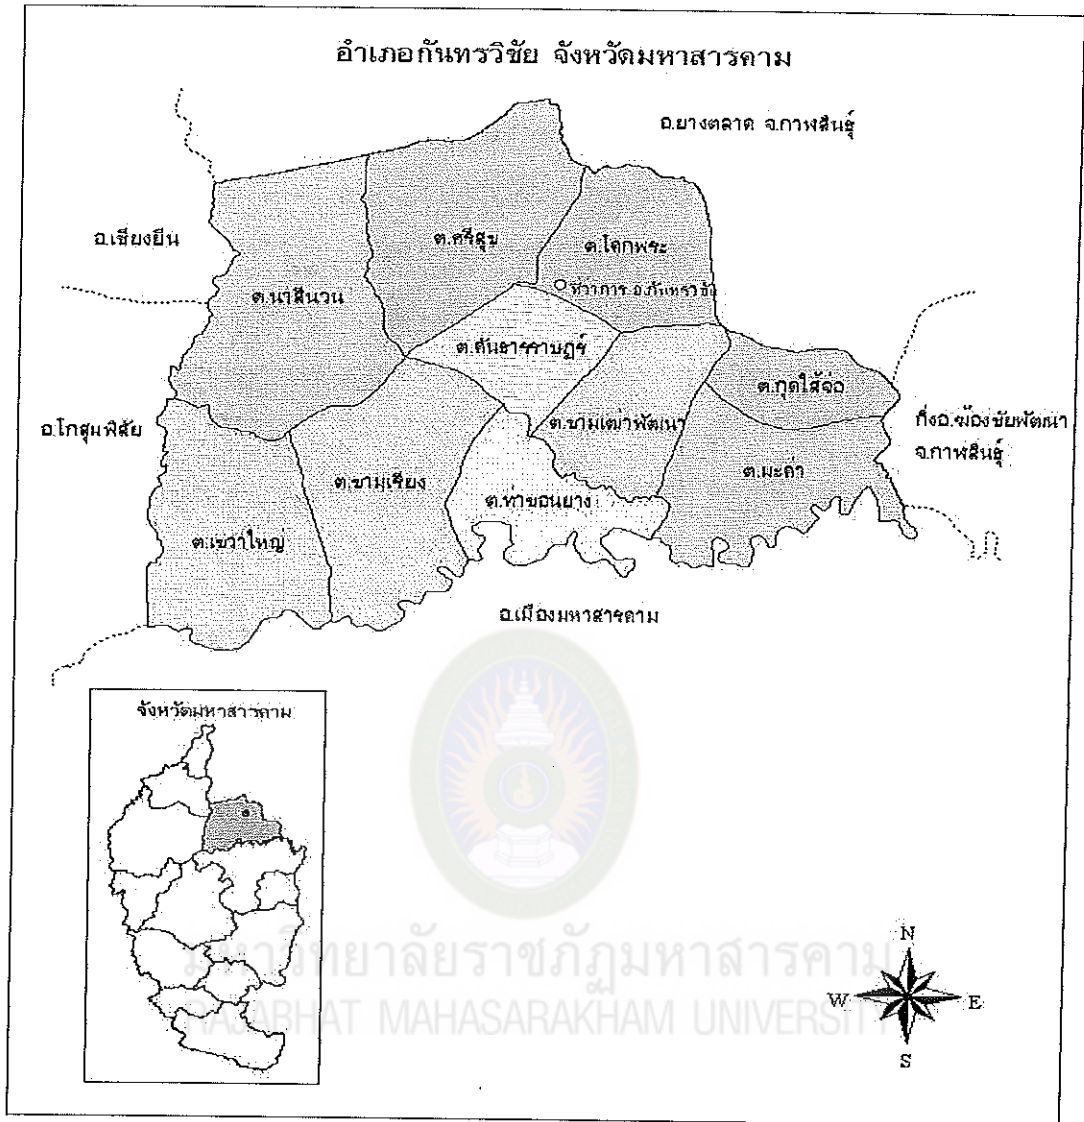 อำเภอกันทรวิชัย จังหวัดมหาสารคาม
อ.ยางตลาด จ.กาฬสินธุ์
อ.เชียงยืน
ต.ศรีสุข
ต.โคกพระ
ที่ว่าการ อ.กันทรวิชัย
ต.นาสีนวน
ต.คันธารราษฎร์
ต.กุดใส้จ่อ
อ.โกสุมพิสัย
ต.ขามเฒ่าพัฒนา
กิ่งอ.ฆ้องชัยพัฒนา
จ.กาฬสินธุ์
ต.ขามเรียง
ต.มะค่า
ต.ท่าขอนยาง
ต.เขวาใหญ่
อ.เมืองมหาสารคาม
จังหวัดมหาสารคาม
มหาวิทยาลัยราชภัฏมหาสารคาม
RAJABHAT MAHASARAKHAM UNIVERSITY
N
W
E
S